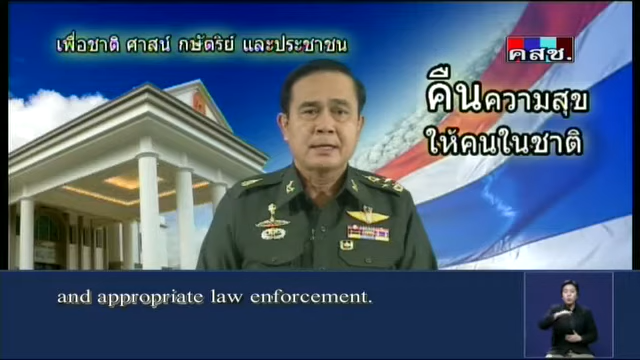 เพื่อชาติ ศาสน์ กษัตริย์ และประชาชน
คสช.
คืนความสุข
ให้คนในชาติ
and appropriate law enforcement.